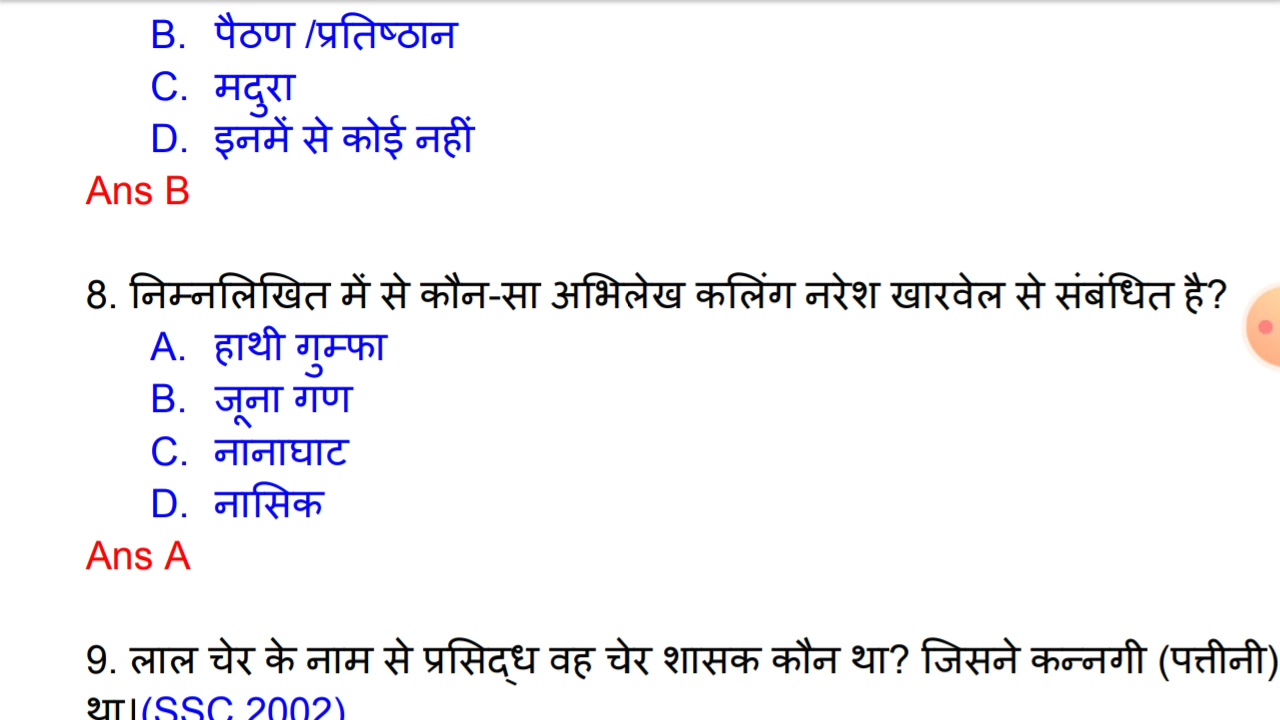 B. पैठण /प्रतिष्ठान
C. मदुरा
D. इनमें से कोई नहीं
Ans B
8. निम्नलिखित में से कौन-सा अभिलेख कलिंग नरेश खारवेल से संबंधित है?
A. हाथी गुम्फा
B. जूना गण
C. नानाघाट
D. नासिक
Ans A
9. लाल चेर के नाम से प्रसिद्ध वह चेर शासक कौन था? जिसने कन्नगी (पत्तीनी)
था।(SSC 2002)